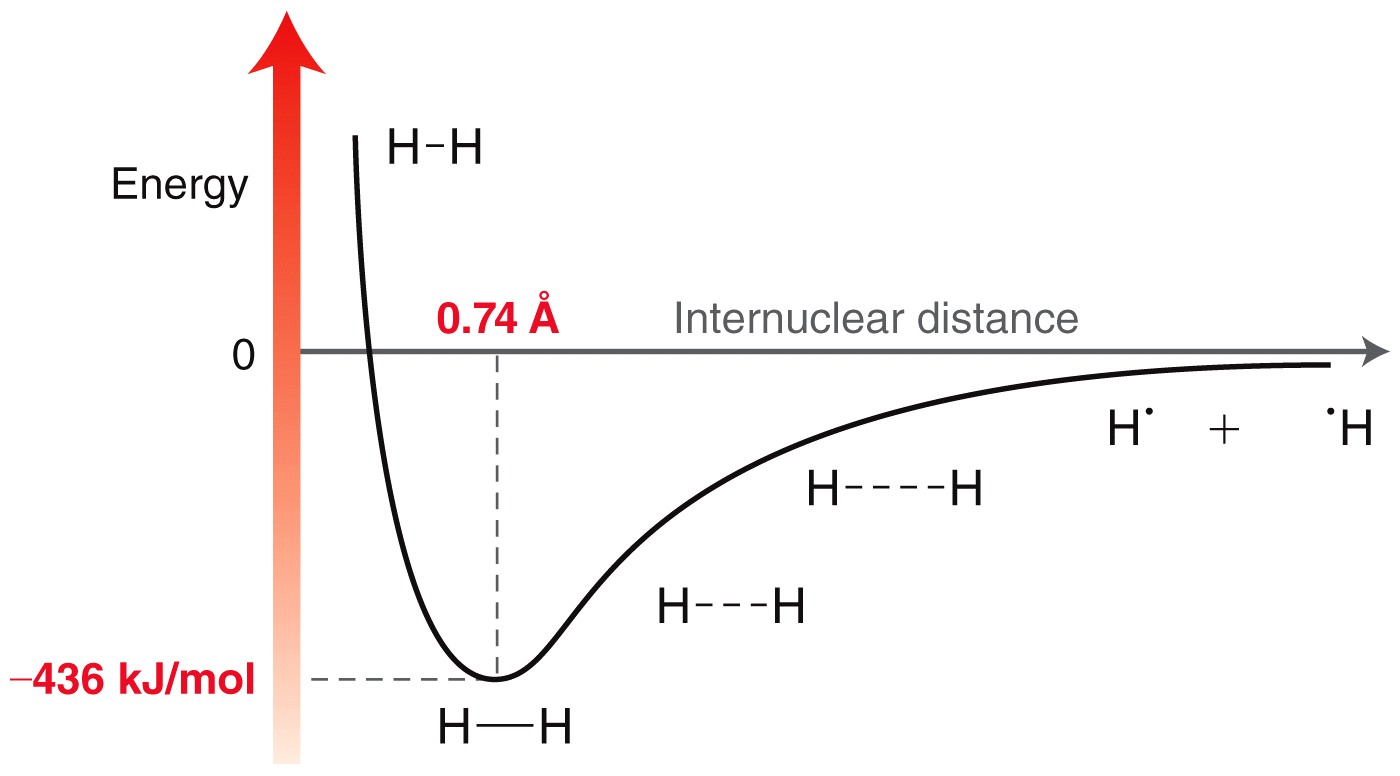 H–H
Energy
0.74 Å
Internuclear distance
0
H• + •H
H----H
H---H
–436 kJ/mol
H—H